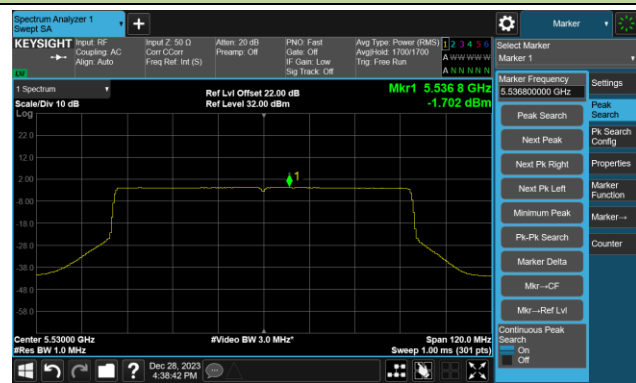 Spectrum Analyzer 1
Swept SA
Marker
KEYSIGHT
Input: RF
Coupling: AC
Align: Auto
Input Z: 50 Ω
Corr CCorr
Freq Ref: Int (S)
Atten: 20 dB
Preamp: Off
PNO: Fast
Gate: Off
IF Gain: Low
Sig Track: Off
Avg Type: Power (RMS)
Avg|Hold: 1700/1700
Trig: Free Run
1 2 3 4 5 6
A W W W W W
A N N N N N
Select Marker
Marker 1
1 Spectrum
Scale/Div 10 dB
Log
Ref Lvl Offset 22.00 dB
Ref Level 32.00 dBm
Mkr1 5.536 8 GHz
-1.702 dBm
22.0
12.0
2.00
-8.00
-18.0
-28.0
-38.0
-48.0
-58.0
1
Center 5.53000 GHz
#Res BW 1.0 MHz
#Video BW 3.0 MHz*
Span 120.0 MHz
Sweep 1.00 ms (301 pts)
Marker Frequency
5.536800000 GHz
Peak Search
Next Peak
Next Pk Right
Next Pk Left
Minimum Peak
Pk-Pk Search
Marker Delta
Mkr→CF
Mkr→Ref Lvl
Continuous Peak
Search
On
Off
Settings
Peak
Search
Pk Search
Config
Properties
Marker
Function
Marker→
Counter
Dec 28, 2023
4:38:42 PM